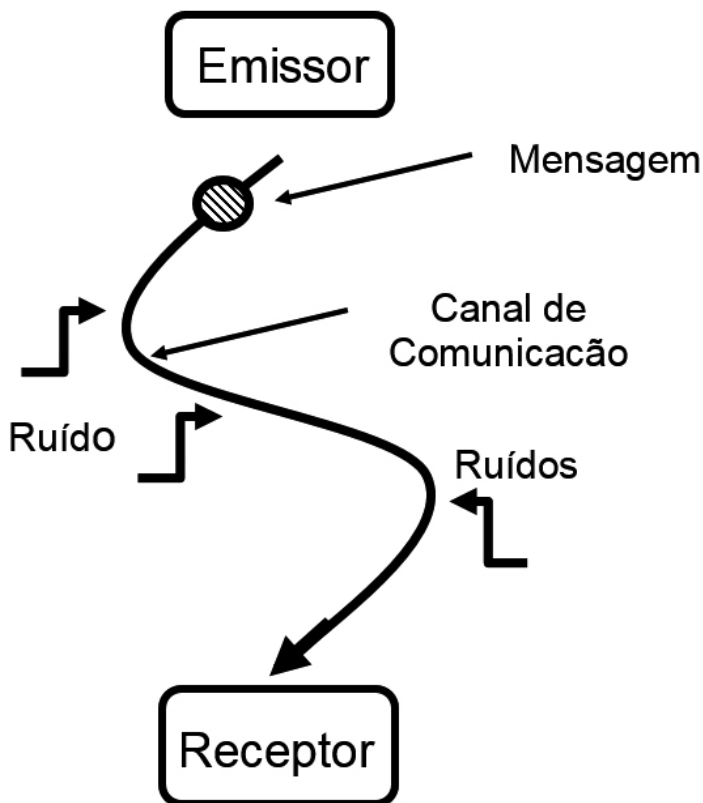 Emissor
Mensagem
Canal de
Comunicacão
Ruído
Ruídos
Receptor